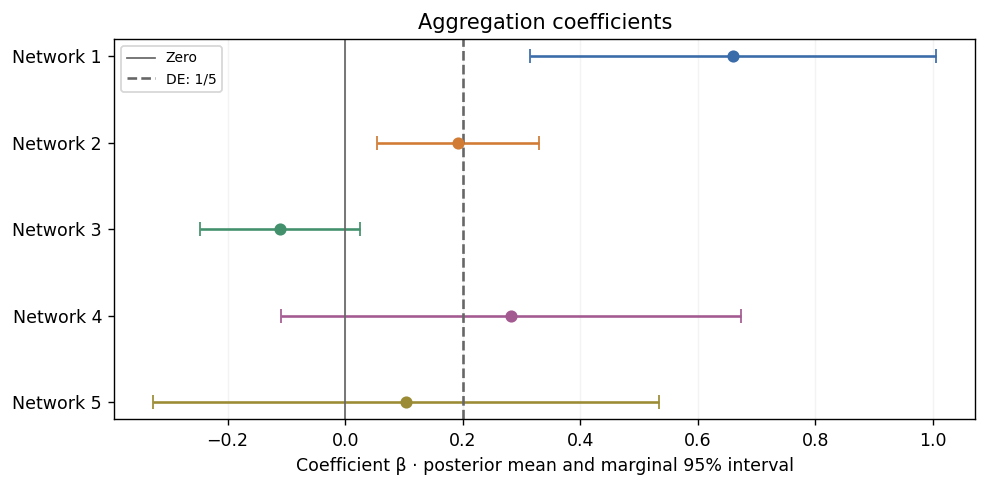 Aggregation coefficients
Zero
DE: 1/5
Network 1
Network 2
Network 3
Network 4
Network 5
−0.2 0.0 0.2 0.4 0.6 0.8 1.0
Coefficient β · posterior mean and marginal 95% interval